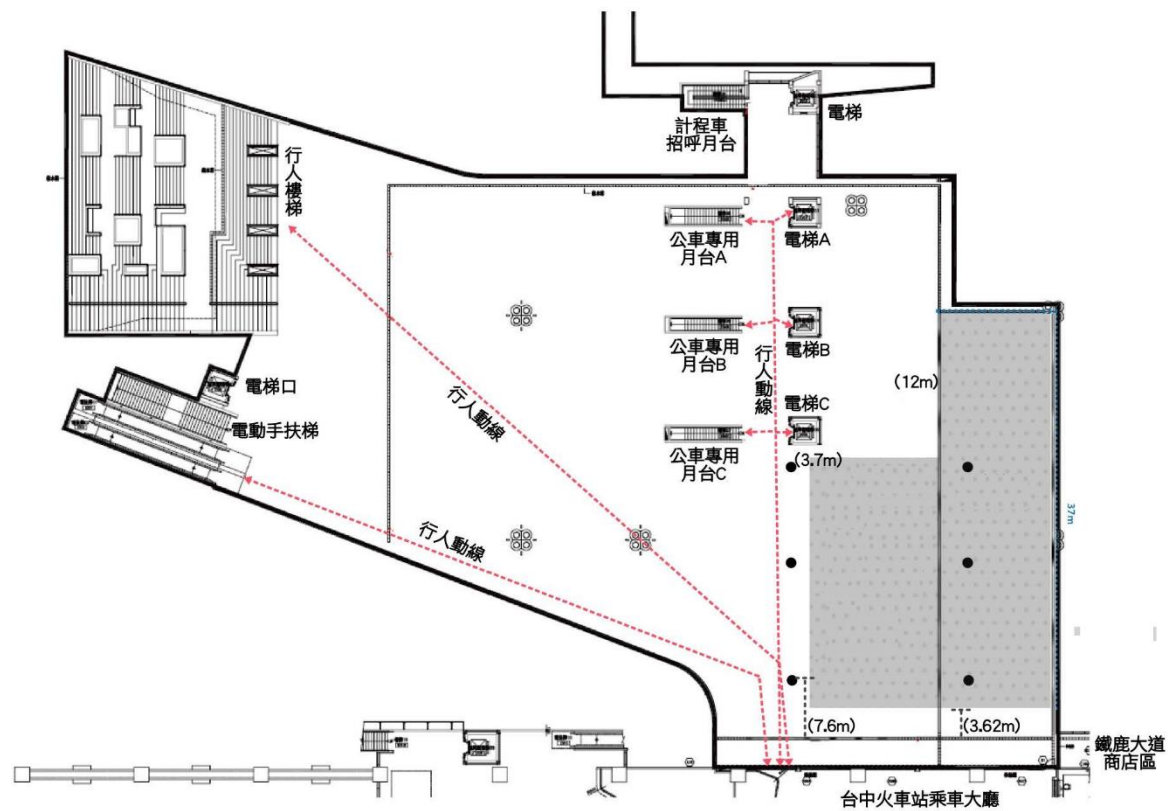 電梯
計程車
招呼月台
行人樓梯
公車專用
月台A
電梯A
公車專用
月台B
電梯B
行人動線
(12m)
電梯口
電動手扶梯
行人動線
電梯C
公車專用
月台C
(3.7m)
37m
行人動線
(7.6m)
(3.62m)
鐵鹿大道
商店區
台中火車站乘車大廳